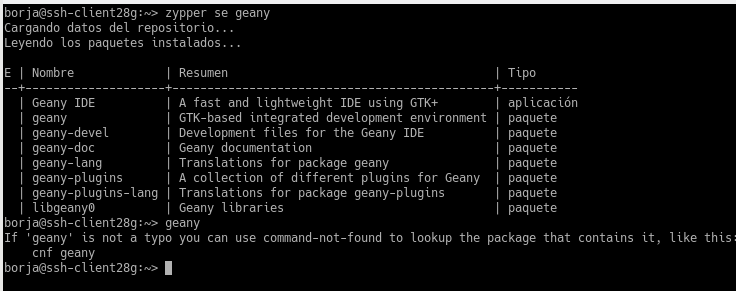 borja@ssh-client28g:~> zypper se geany
Cargando datos del repositorio...
Leyendo los paquetes instalados...

E | Nombre             | Resumen                                  | Tipo
--+--------------------+------------------------------------------+-----------
  | Geany IDE          | A fast and lightweight IDE using GTK+    | aplicación
  | geany              | GTK-based integrated development environment | paquete
  | geany-devel        | Development files for the Geany IDE      | paquete
  | geany-doc          | Geany documentation                      | paquete
  | geany-lang         | Translations for package geany           | paquete
  | geany-plugins      | A collection of different plugins for Geany | paquete
  | geany-plugins-lang | Translations for package geany-plugins   | paquete
  | libgeany0          | Geany libraries                          | paquete
borja@ssh-client28g:~> geany
If 'geany' is not a typo you can use command-not-found to lookup the package that contains it, like this:
    cnf geany
borja@ssh-client28g:~>